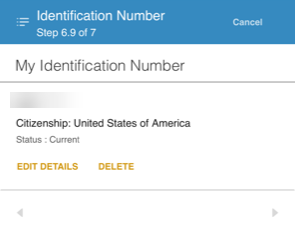 Identification Number
Cancel
Step 6.9 of 7
My Identification Number
Citizenship: United States of America
Status : Current
EDIT DETAILS DELETE